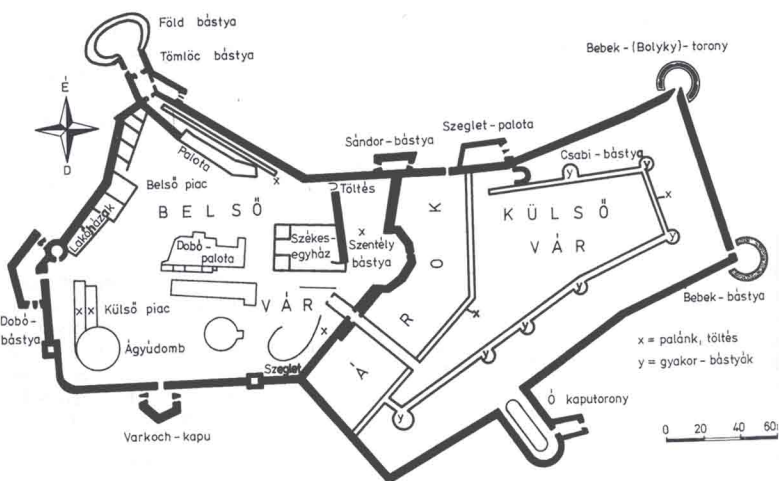 Föld bástya
Tömlöc bástya
Bebek-(Bolyky)-torony
É
D
Sándor-bástya
Szeglet-palota
Csabi-bástya
y
y
x
Palota
x
Belső piac
Töltés
BELSŐ
KÜLSŐ
Lakóházak
Székes-
egyház
x
Szentély
bástya
Dobó-
palota
VÁR
y
ÁROK
Bebek-
bástya
Dobó-
bástya
x x
Külső piac
VÁR
y
x
x
y
y
x = palánk, töltés
y = gyakor-bástyák
Ágyúdomb
Szeglet
y
Varkoch-kapu
Ó kaputorony
0 20 40 60